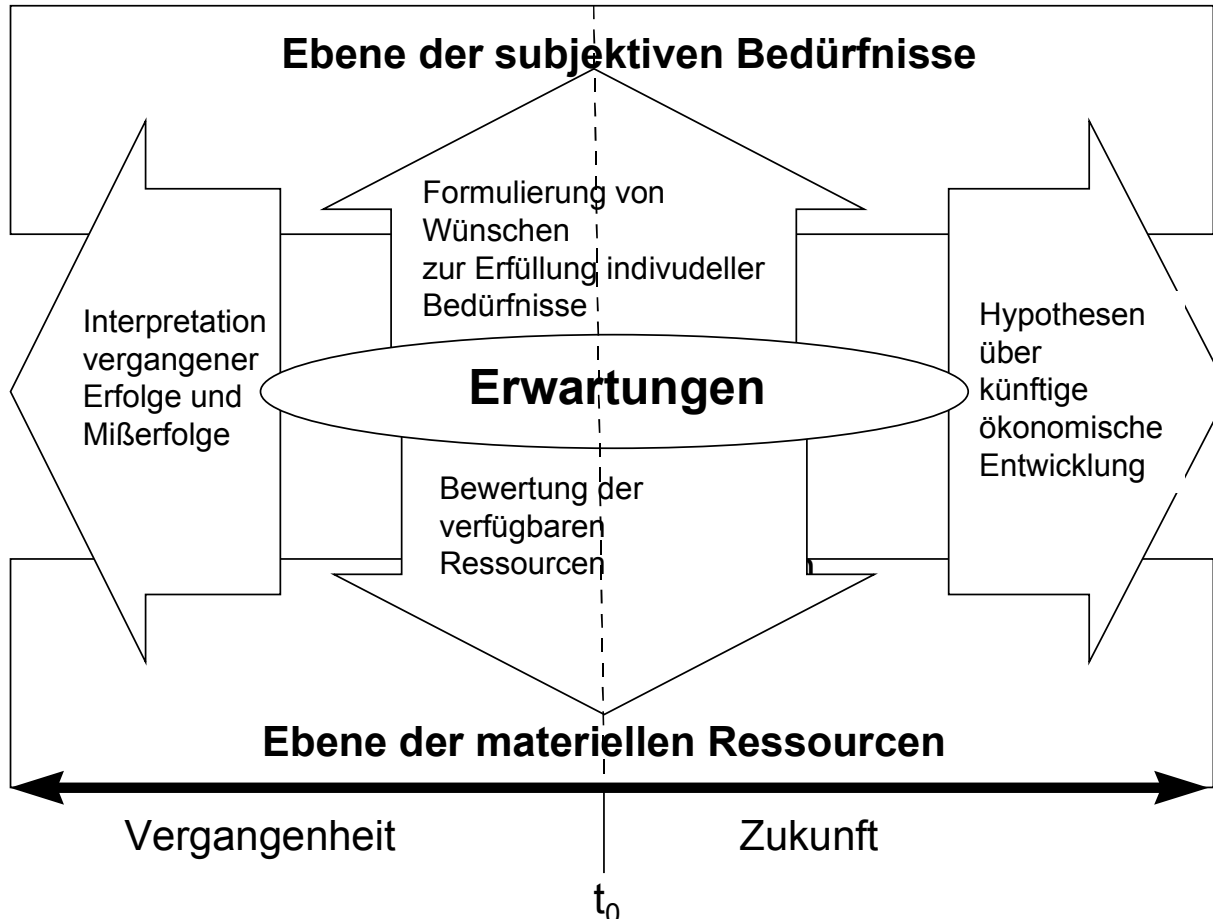 Ebene der subjektiven Bedürfnisse
Formulierung von
Wünschen
zur Erfüllung indivudeller
Bedürfnisse
Interpretation
vergangener
Erfolge und
Mißerfolge
Erwartungen
Hypothesen
über
künftige
ökonomische
Entwicklung
Bewertung der
verfügbaren
Ressourcen
Ebene der materiellen Ressourcen
Vergangenheit
Zukunft
t₀